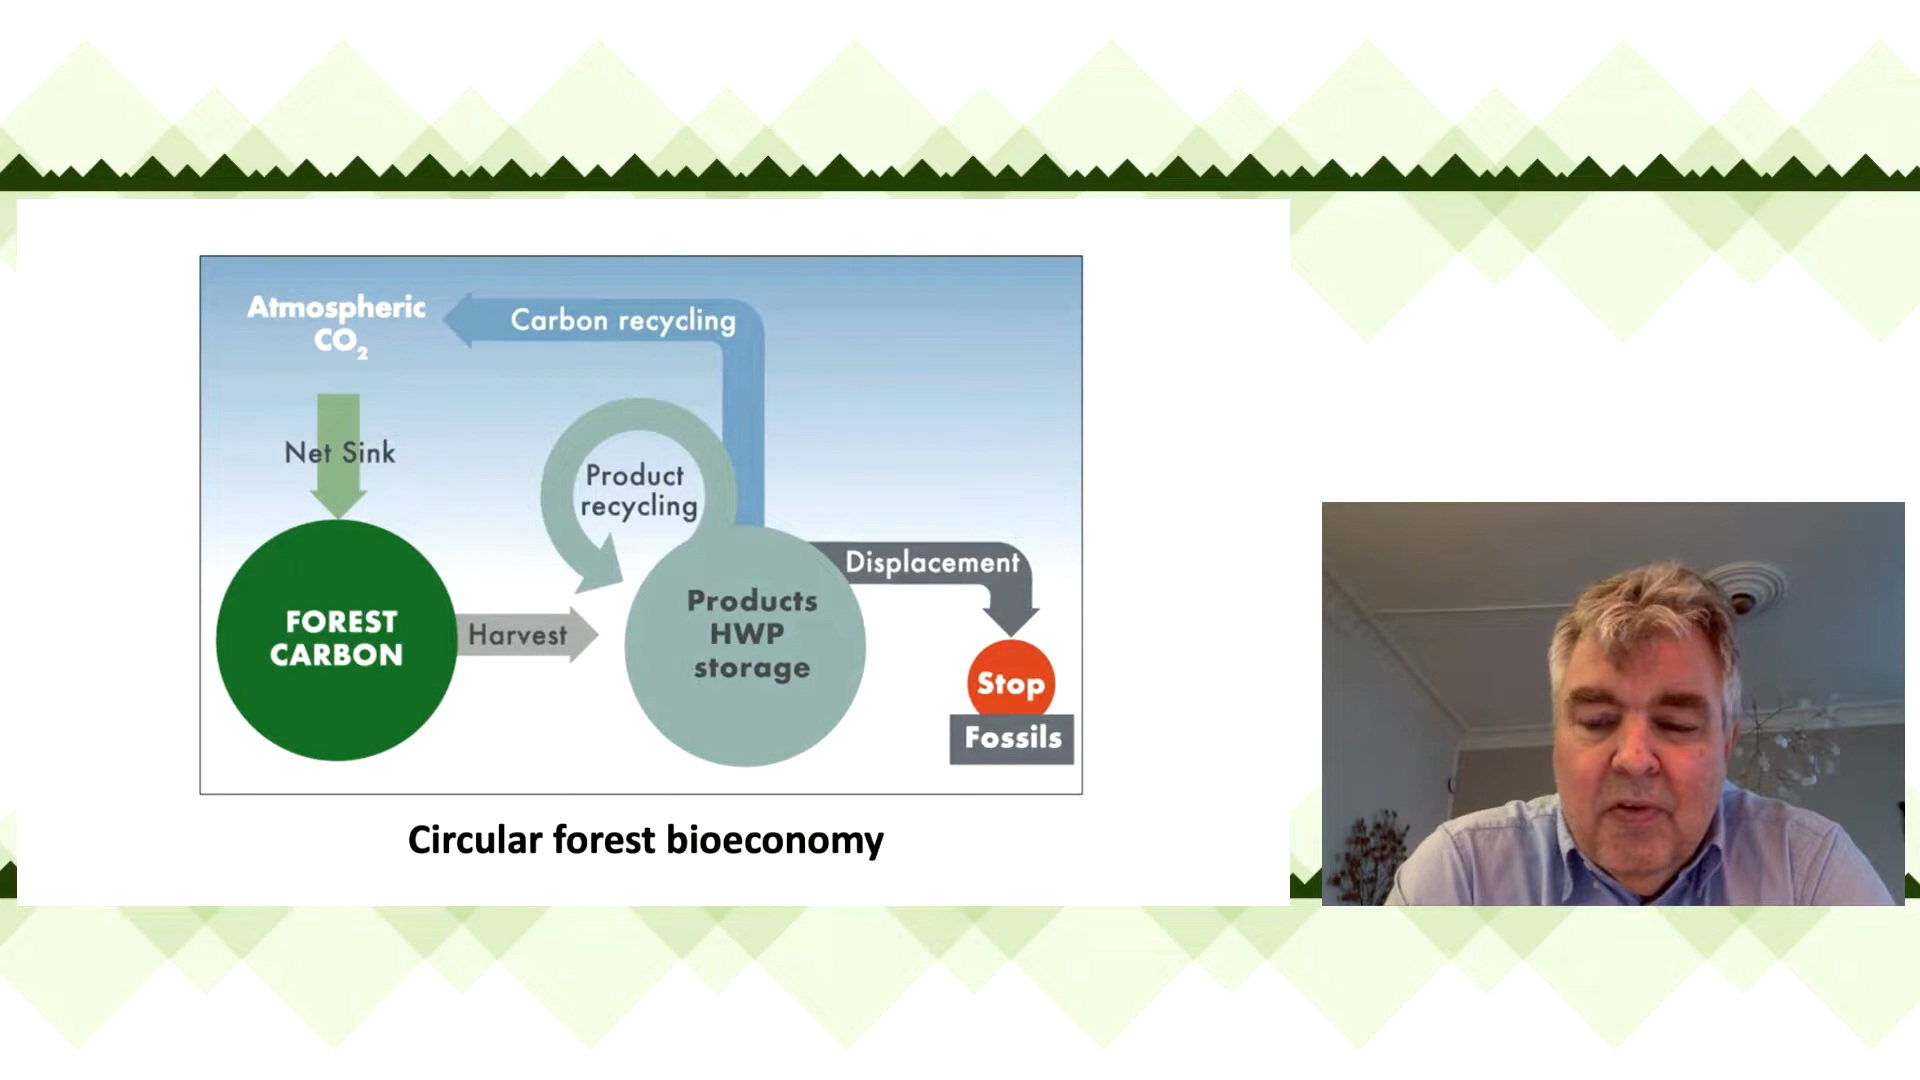 Atmospheric
CO₂
Carbon recycling
Net Sink
Product
recycling
Displacement
FOREST
CARBON
Harvest
Products
HWP
storage
Stop
Fossils
Circular forest bioeconomy